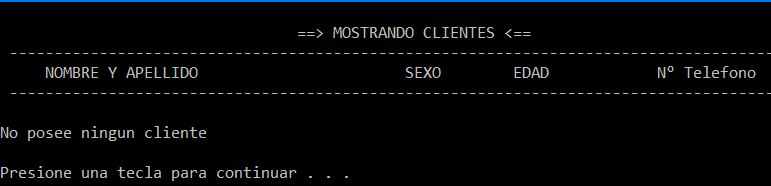 ==> MOSTRANDO CLIENTES <==
--------------------------------------------------------------------------------------
NOMBRE Y APELLIDO SEXO EDAD Nº Telefono
--------------------------------------------------------------------------------------
No posee ningun cliente
Presione una tecla para continuar . . .